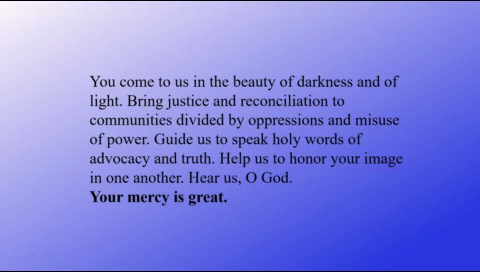 You come to us in the beauty of darkness and of
light. Bring justice and reconciliation to
communities divided by oppressions and misuse
of power. Guide us to speak holy words of
advocacy and truth. Help us to honor your image
in one another. Hear us, O God.
Your mercy is great.